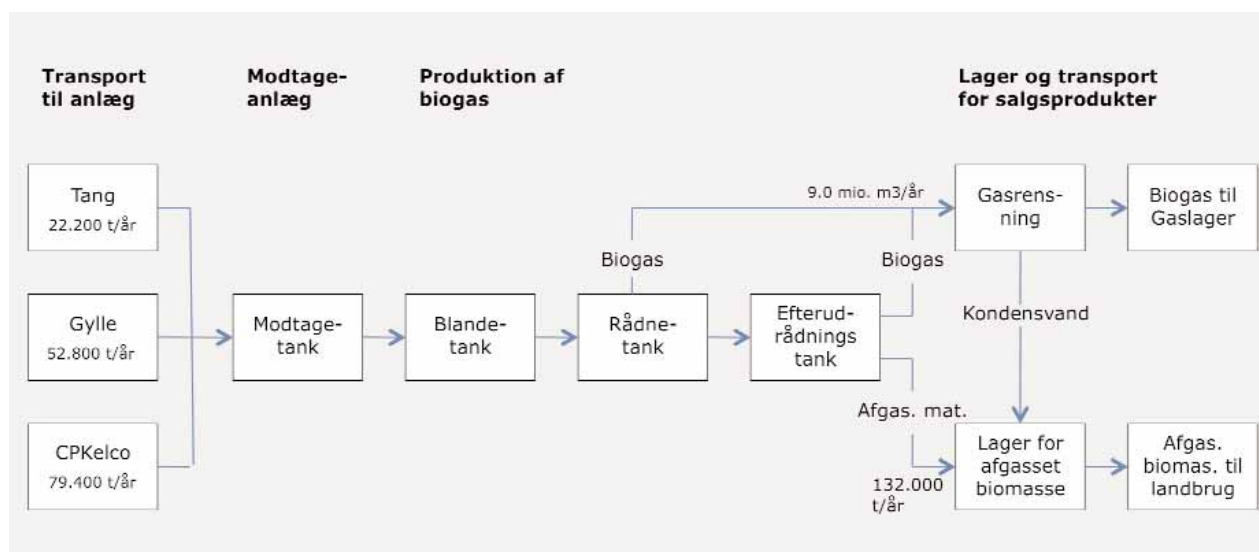 Transport
til anlæg
Modtage-
anlæg
Produktion af
biogas
Lager og transport
for salgsprodukter
Tang
22.200 t/år
Gylle
52.800 t/år
CPKelco
79.400 t/år
Modtage-
tank
Blande-
tank
Rådne-
tank
Efterud-
rådnings
tank
Biogas
9.0 mio. m3/år
Biogas
Gasrens-
ning
Biogas til
Gaslager
Kondensvand
Afgas. mat.
132.000
t/år
Lager for
afgasset
biomasse
Afgas.
biomas. til
landbrug